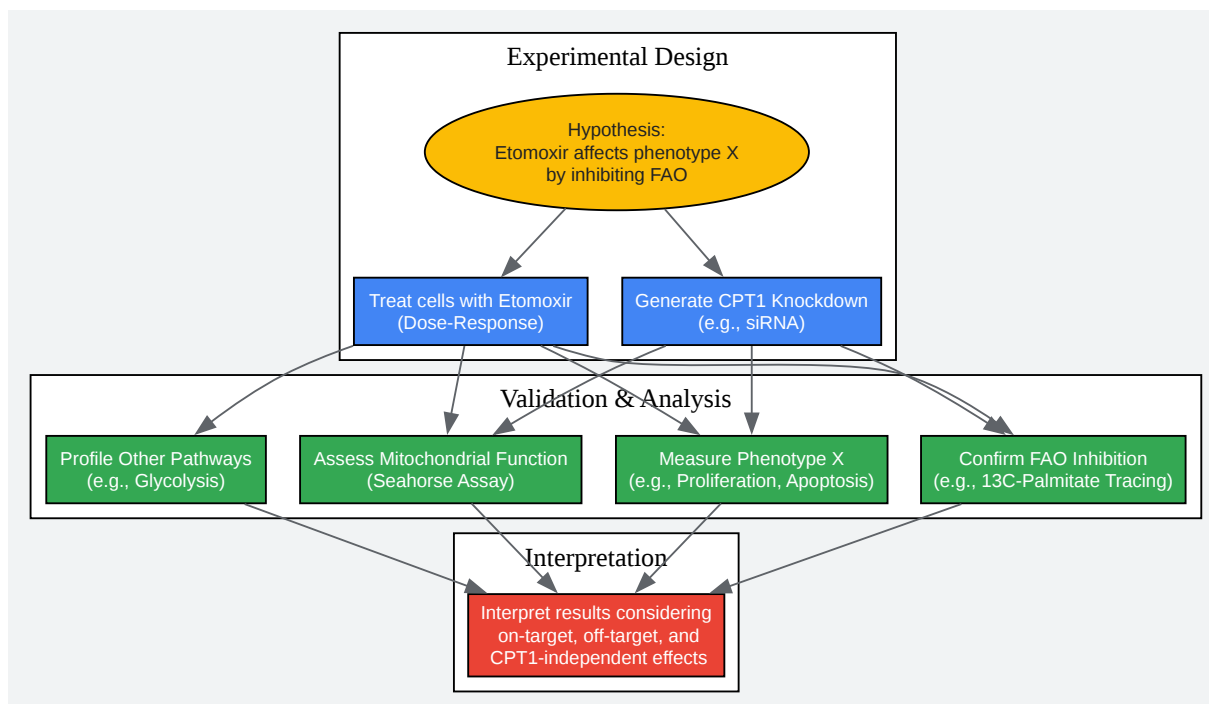 Experimental Design
Hypothesis:
Etomoxir affects phenotype X
by inhibiting FAO
Treat cells with Etomoxir
(Dose-Response)
Generate CPT1 Knockdown
(e.g., siRNA)
Validation & Analysis
Profile Other Pathways
(e.g., Glycolysis)
Assess Mitochondrial Function
(Seahorse Assay)
Measure Phenotype X
(e.g., Proliferation, Apoptosis)
Confirm FAO Inhibition
(e.g., 13C-Palmitate Tracing)
Interpretation
Interpret results considering
on-target, off-target, and
CPT1-independent effects